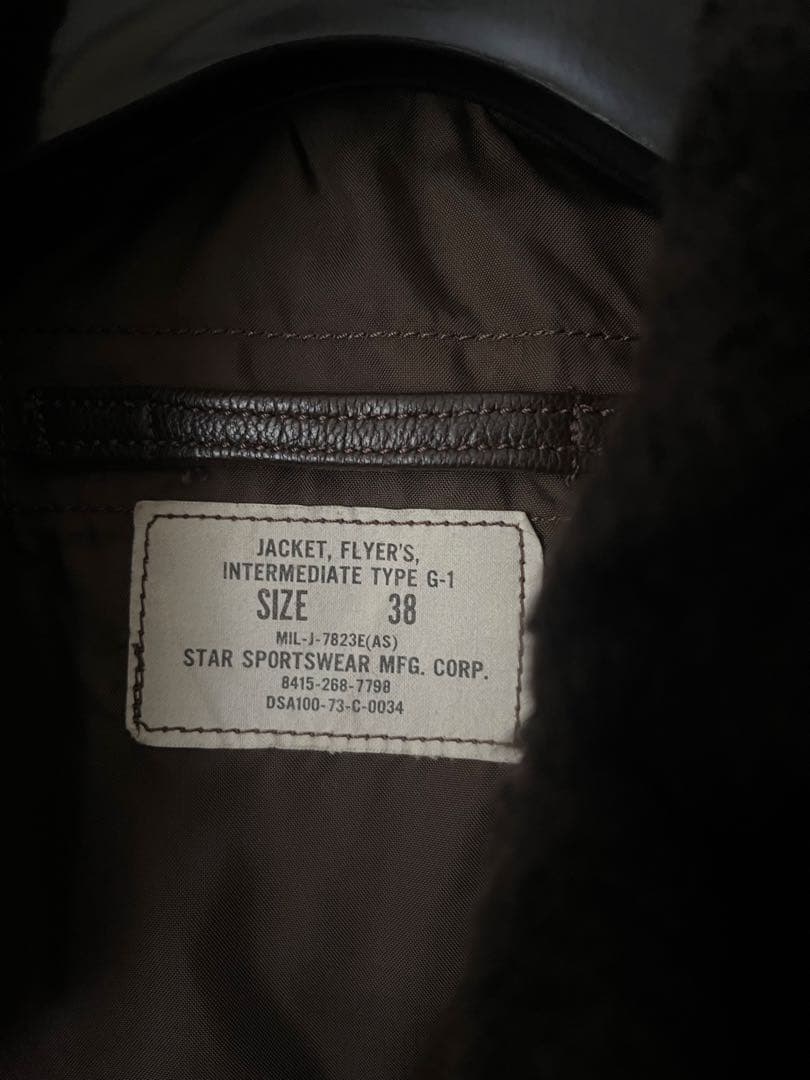 JACKET, FLYER'S,
INTERMEDIATE TYPE G-1
SIZE 38
MIL-J-7823E(AS)
STAR SPORTSWEAR MFG. CORP.
8415-268-7798
DSA100-73-C-0034